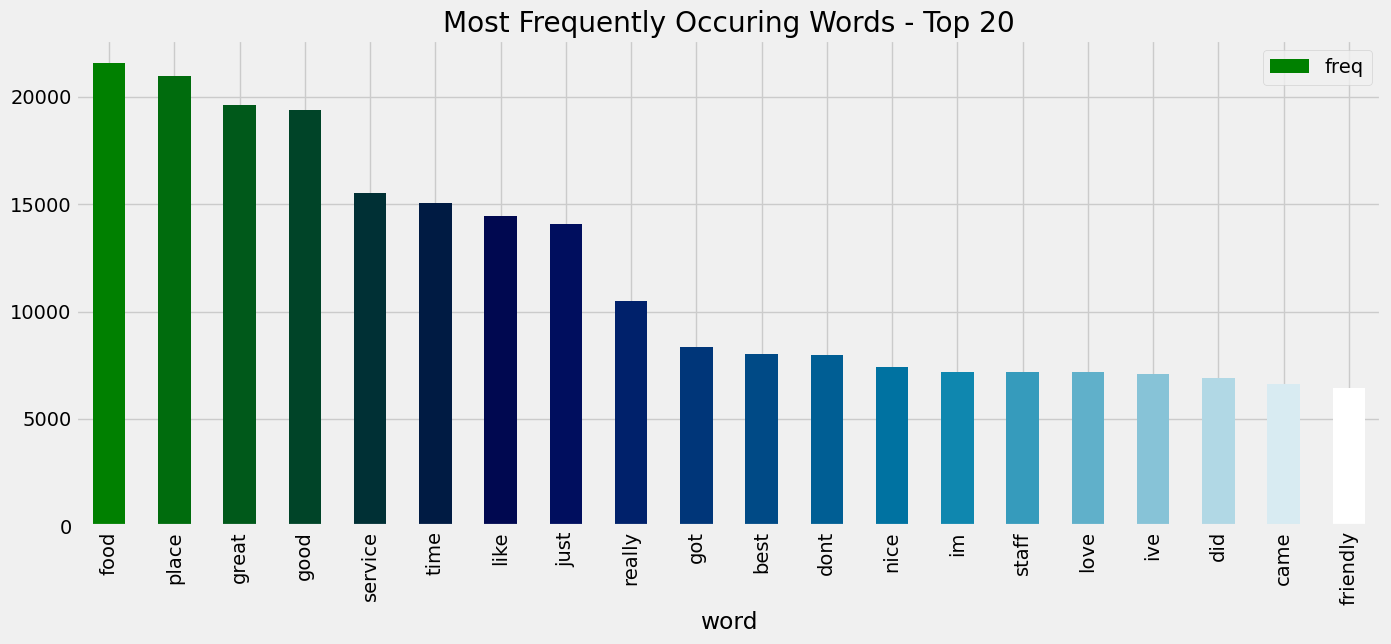 Most Frequently Occuring Words - Top 20
freq
20000
15000
10000
5000
0
food
place
great
good
service
time
like
just
really
got
best
dont
nice
im
staff
love
ive
did
came
friendly
word